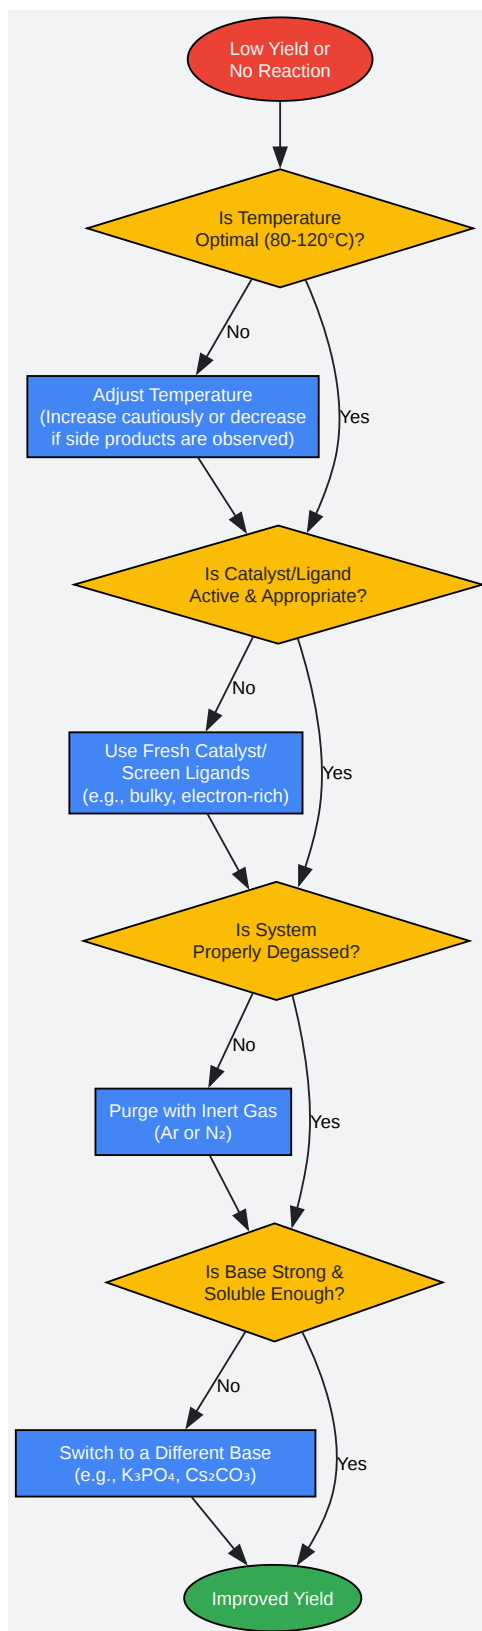 Low Yield or
No Reaction
Is Temperature
Optimal (80-120°C)?
No
Adjust Temperature
(Increase cautiously or decrease
if side products are observed)
Yes
Is Catalyst/Ligand
Active & Appropriate?
No
Use Fresh Catalyst/
Screen Ligands
(e.g., bulky, electron-rich)
Yes
Is System
Properly Degassed?
No
Purge with Inert Gas
(Ar or N₂)
Yes
Is Base Strong &
Soluble Enough?
No
Switch to a Different Base
(e.g., K₃PO₄, Cs₂CO₃)
Yes
Improved Yield